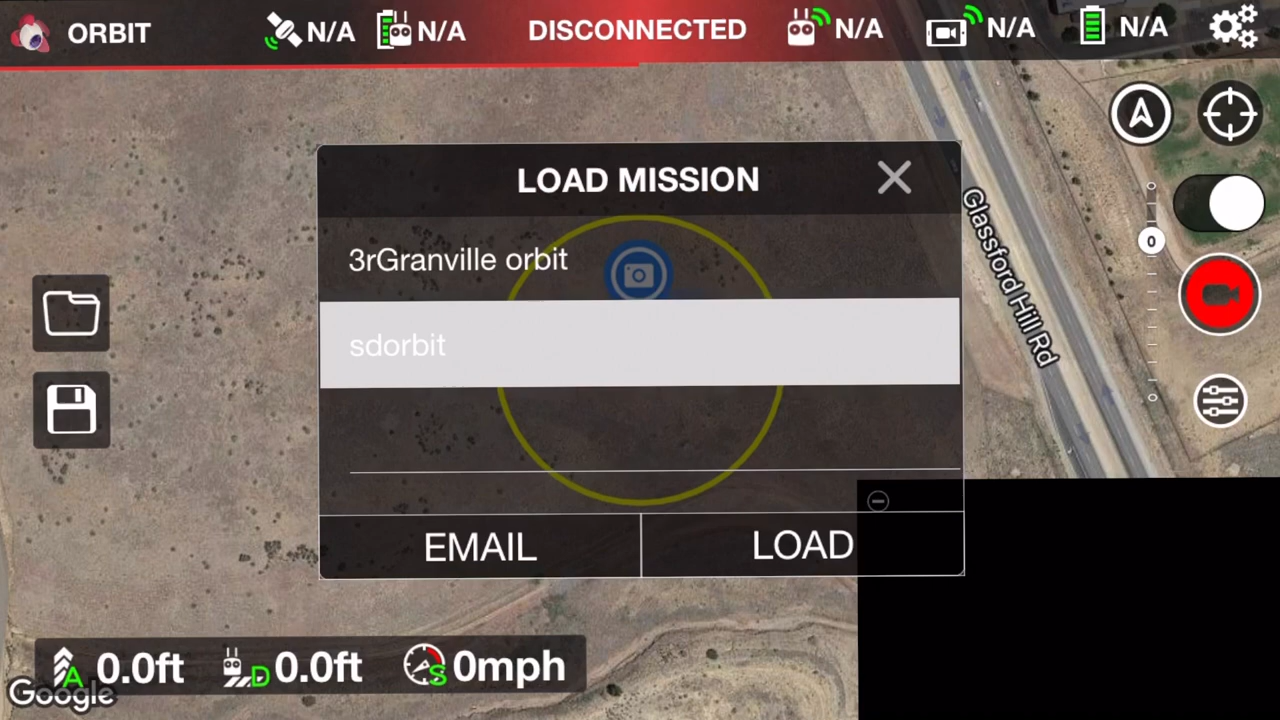 ORBIT
N/A
N/A
DISCONNECTED
N/A
N/A
N/A
LOAD MISSION
3rGranville orbit
sdorbit
EMAIL
LOAD
Glassford Hill Rd
0
A 0.0ft
D 0.0ft
S 0mph
Google